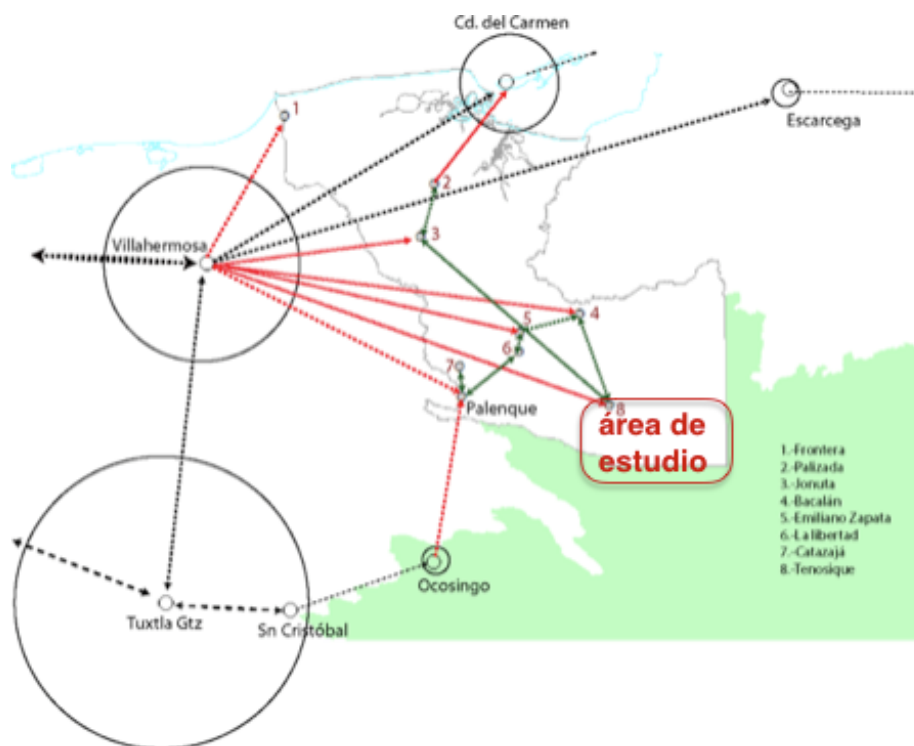 Cd. del Carmen
1
Escarcega
2
Villahermosa
3
4
5
6
7
Palenque
8
área de
estudio
1.-Frontera
2.-Palizada
3.-Jonuta
4.-Bacalán
5.-Emiliano Zapata
6.-La libertad
7.-Catazajá
8.-Tenosique
Ocosingo
Tuxtla Gtz
Sn Cristóbal